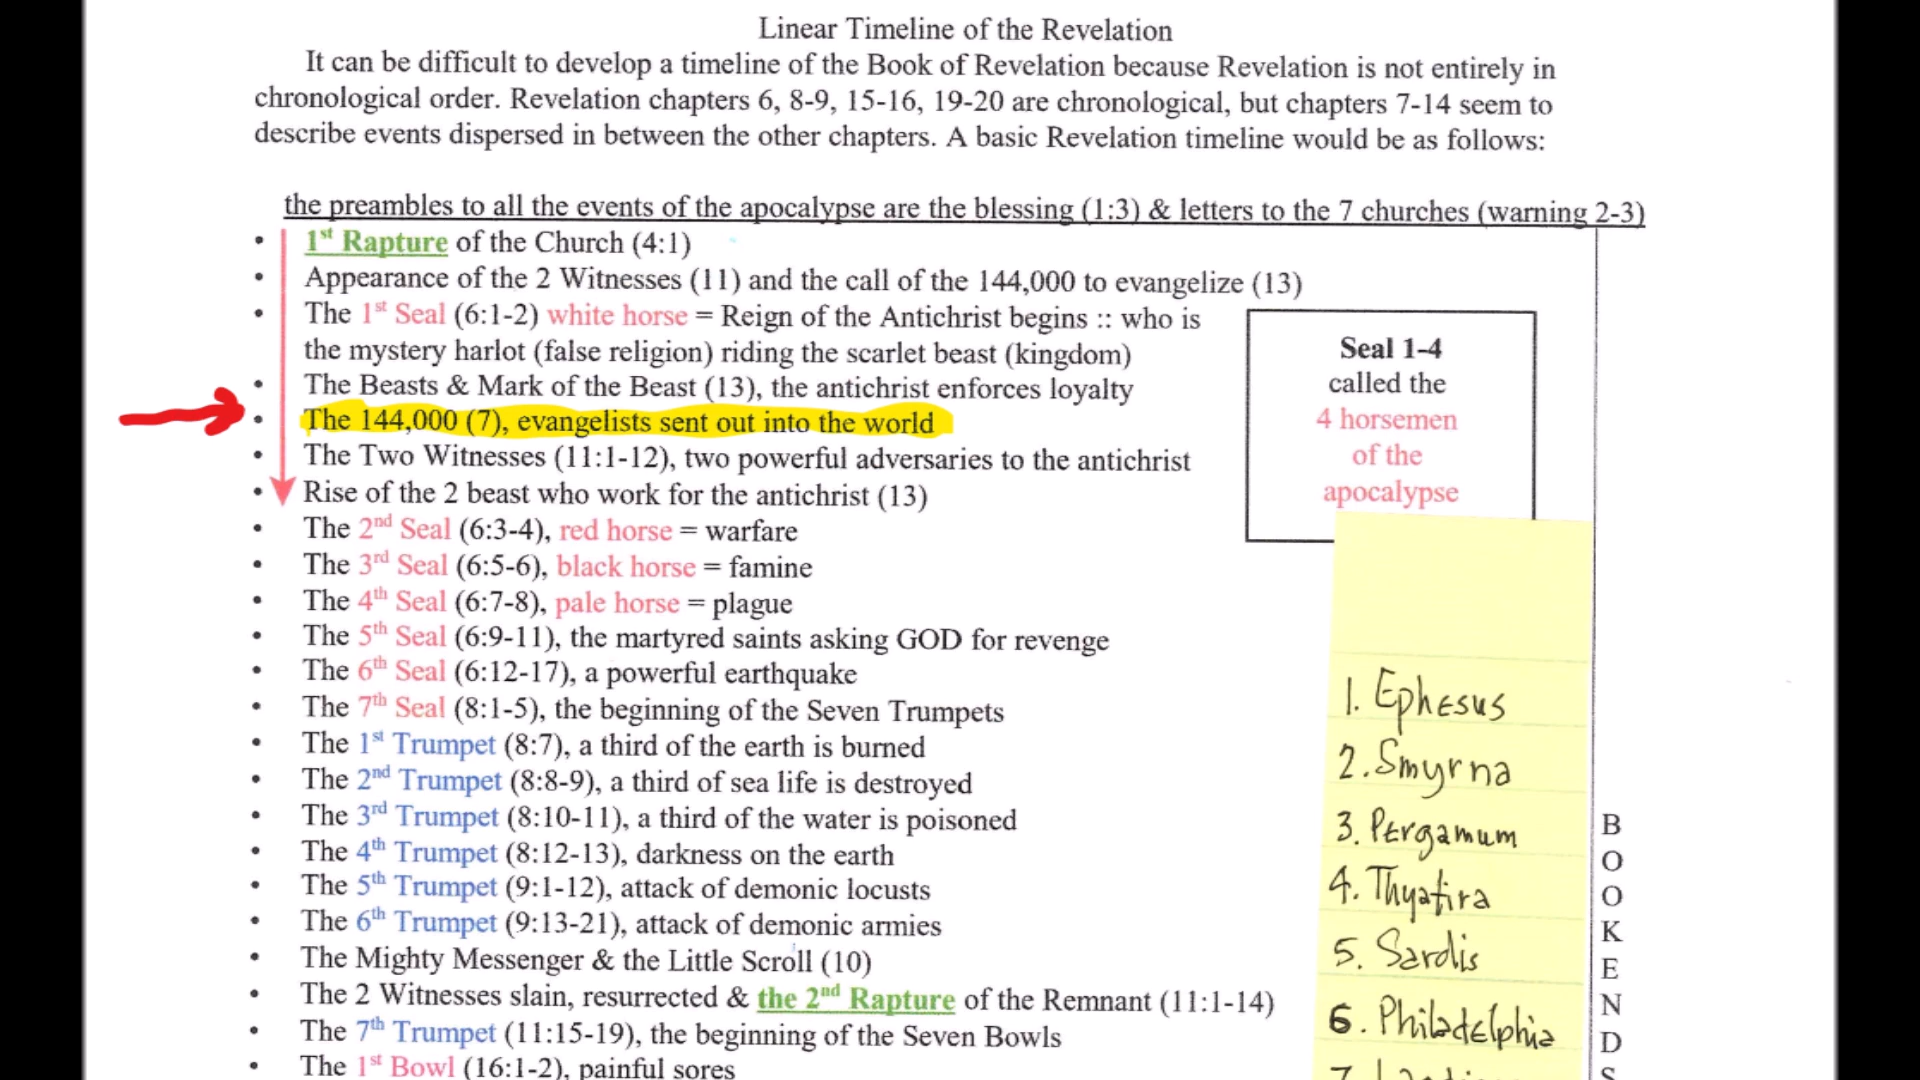 Linear Timeline of the Revelation
It can be difficult to develop a timeline of the Book of Revelation because Revelation is not entirely in
chronological order. Revelation chapters 6, 8-9, 15-16, 19-20 are chronological, but chapters 7-14 seem to
describe events dispersed in between the other chapters. A basic Revelation timeline would be as follows:
the preambles to all the events of the apocalypse are the blessing (1:3) & letters to the 7 churches (warning 2-3)
• 1st Rapture of the Church (4:1)
• Appearance of the 2 Witnesses (11) and the call of the 144,000 to evangelize (13)
• The 1st Seal (6:1-2) white horse = Reign of the Antichrist begins :: who is
the mystery harlot (false religion) riding the scarlet beast (kingdom)
• The Beasts & Mark of the Beast (13), the antichrist enforces loyalty
• The 144,000 (7), evangelists sent out into the world
• The Two Witnesses (11:1-12), two powerful adversaries to the antichrist
• Rise of the 2 beast who work for the antichrist (13)
• The 2nd Seal (6:3-4), red horse = warfare
• The 3rd Seal (6:5-6), black horse = famine
• The 4th Seal (6:7-8), pale horse = plague
• The 5th Seal (6:9-11), the martyred saints asking GOD for revenge
• The 6th Seal (6:12-17), a powerful earthquake
• The 7th Seal (8:1-5), the beginning of the Seven Trumpets
• The 1st Trumpet (8:7), a third of the earth is burned
• The 2nd Trumpet (8:8-9), a third of sea life is destroyed
• The 3rd Trumpet (8:10-11), a third of the water is poisoned
• The 4th Trumpet (8:12-13), darkness on the earth
• The 5th Trumpet (9:1-12), attack of demonic locusts
• The 6th Trumpet (9:13-21), attack of demonic armies
• The Mighty Messenger & the Little Scroll (10)
• The 2 Witnesses slain, resurrected & the 2nd Rapture of the Remnant (11:1-14)
• The 7th Trumpet (11:15-19), the beginning of the Seven Bowls
• The 1st Bowl (16:1-2), painful sores
Seal 1-4
called the
4 horsemen
of the
apocalypse
1. Ephesus
2. Smyrna
3. Pergamum
4. Thyatira
5. Sardis
6. Philadelphia
7.
B
O
O
K
E
N
D
S